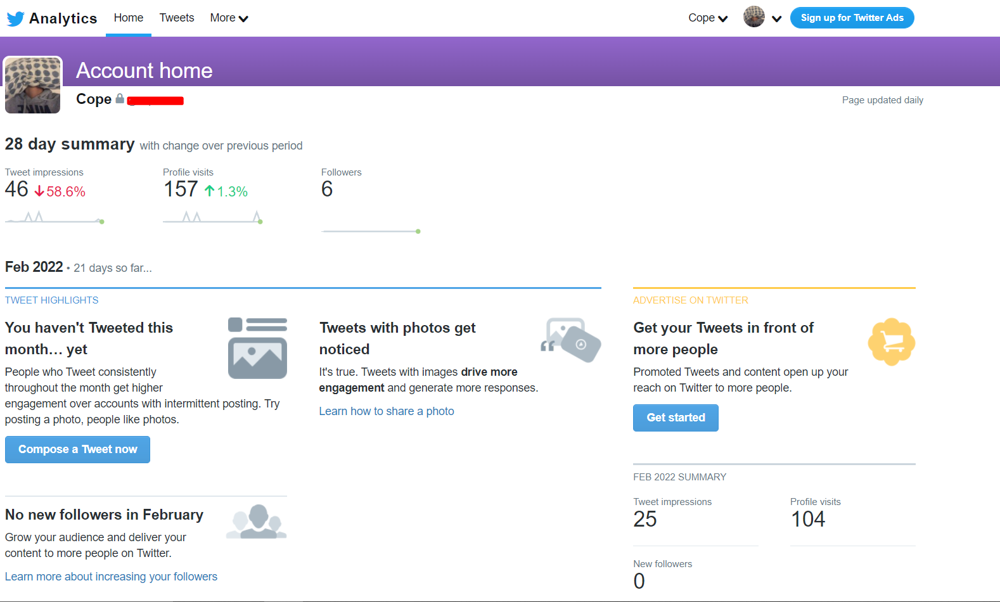 Analytics Home Tweets More Cope Sign up for Twitter Ads
Account home
Cope
Page updated daily
28 day summary with change over previous period
Tweet impressions
46 58.6%
Profile visits
157 1.3%
Followers
6
Feb 2022 • 21 days so far...
TWEET HIGHLIGHTS
You haven't Tweeted this
month… yet
People who Tweet consistently
throughout the month get higher
engagement over accounts with intermittent posting. Try
posting a photo, people like photos.
Compose a Tweet now
Tweets with photos get
noticed
It's true. Tweets with images drive more
engagement and generate more responses.
Learn how to share a photo
No new followers in February
Grow your audience and deliver your
content to more people on Twitter.
Learn more about increasing your followers
ADVERTISE ON TWITTER
Get your Tweets in front of
more people
Promoted Tweets and content open up your
reach on Twitter to more people.
Get started
FEB 2022 SUMMARY
Tweet impressions
25
Profile visits
104
New followers
0